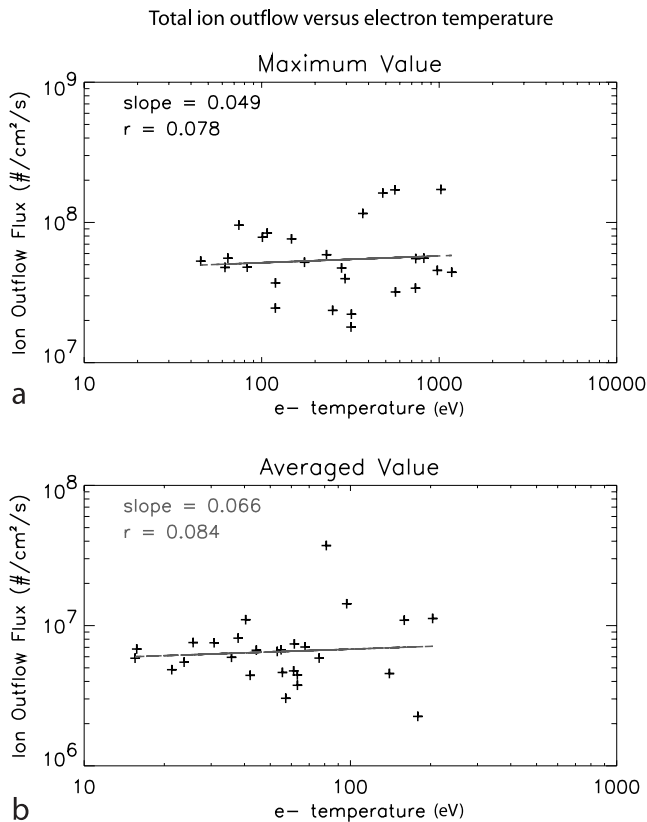 Total ion outflow versus electron temperature
Maximum Value
10⁹
slope = 0.049
r = 0.078
10⁸
Ion Outflow Flux (#/cm²/s)
10⁷
10 100 1000 10000
a
e- temperature (eV)
Averaged Value
10⁸
slope = 0.066
r = 0.084
10⁷
Ion Outflow Flux (#/cm²/s)
10⁶
10 100 1000
b
e- temperature (eV)